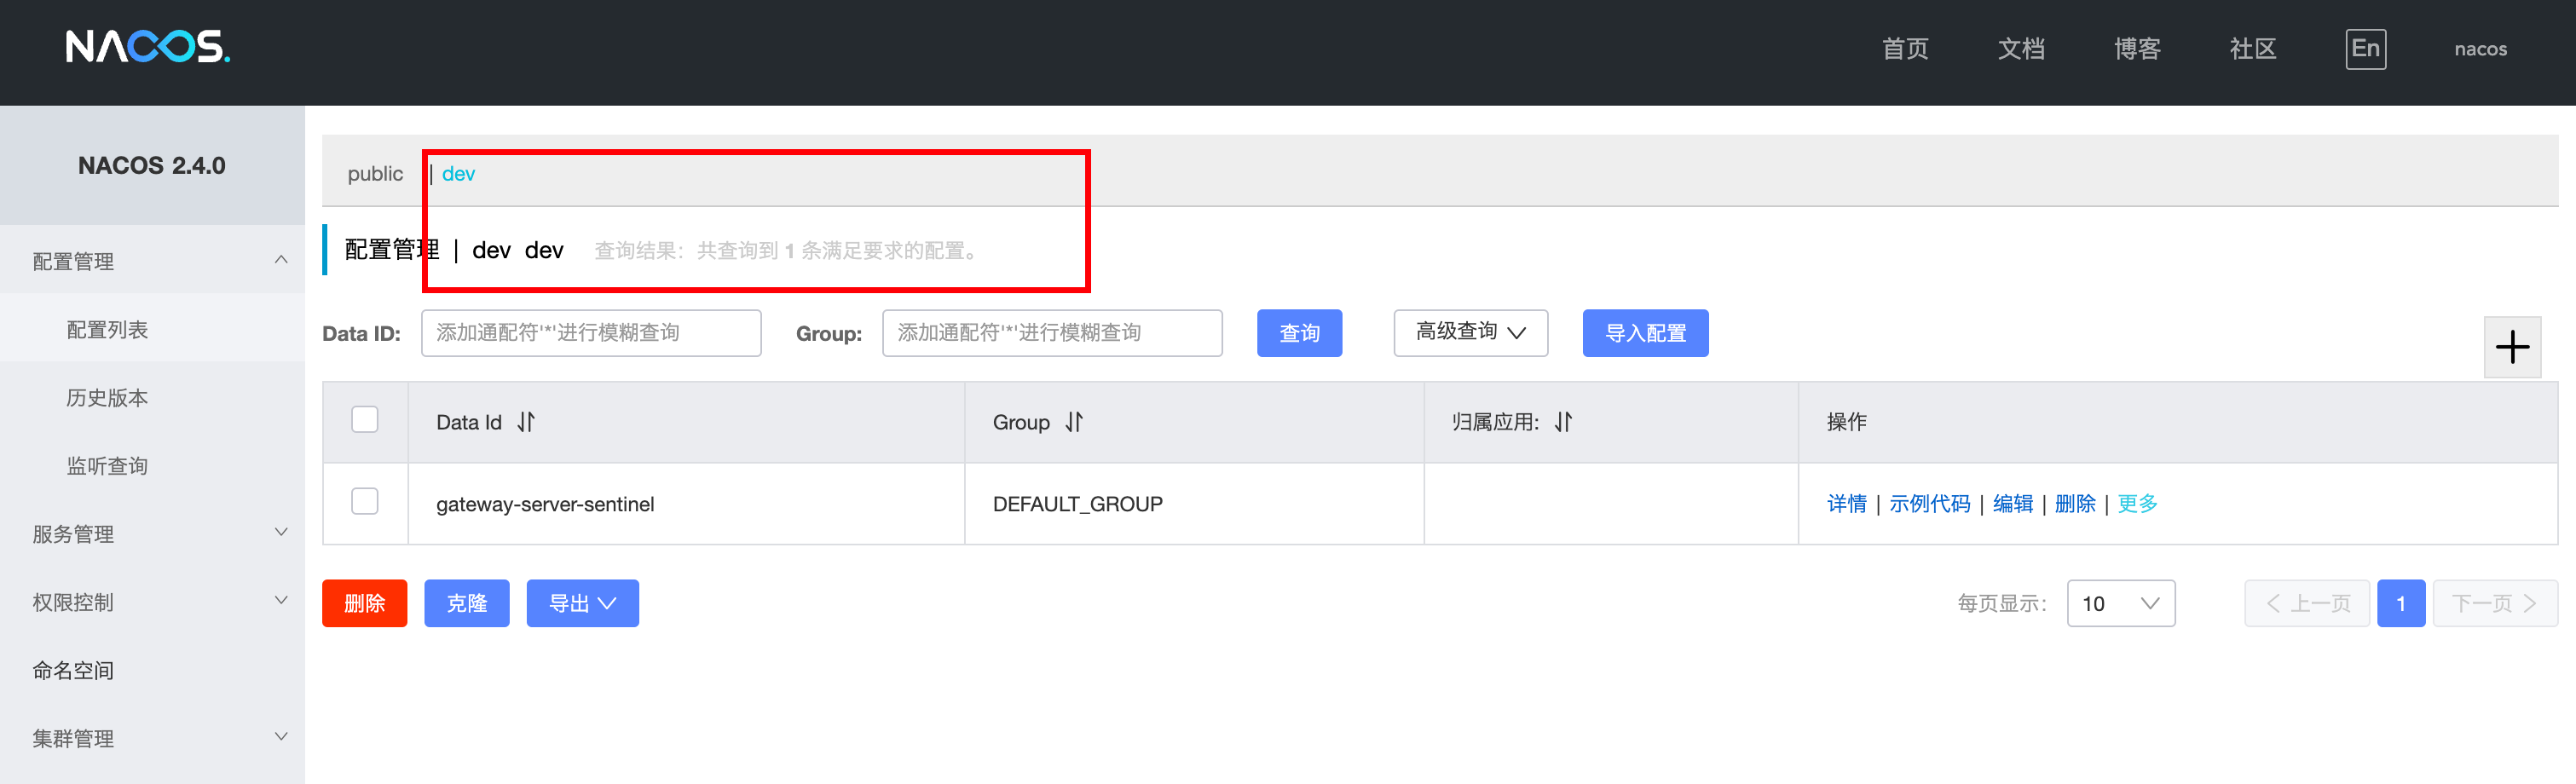 NACOS.
首页 文档 博客 社区 En nacos
NACOS 2.4.0
配置管理
配置列表
历史版本
监听查询
服务管理
权限控制
命名空间
集群管理
public | dev
配置管理 | dev dev 查询结果：共查询到 1 条满足要求的配置。
Data ID: 添加通配符'*'进行模糊查询 Group: 添加通配符'*'进行模糊查询 查询 高级查询 导入配置
Data Id Group 归属应用: 操作
gateway-server-sentinel DEFAULT_GROUP 详情 | 示例代码 | 编辑 | 删除 | 更多
删除 克隆 导出 每页显示: 10 上一页 1 下一页